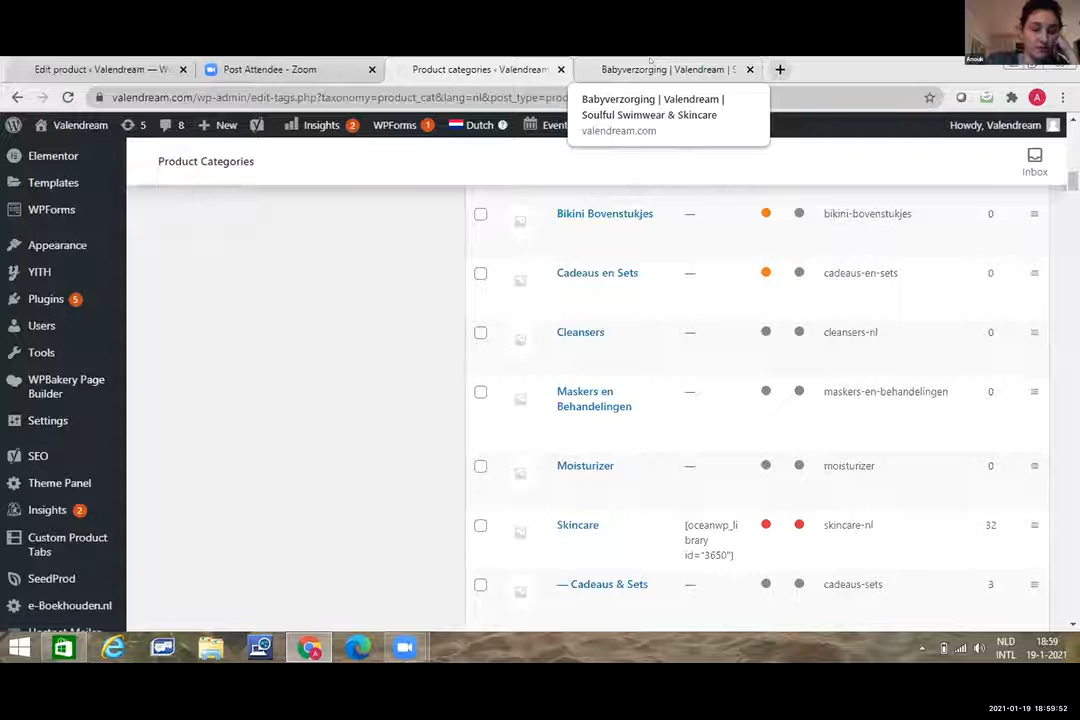 Anouk
Edit product ‹ Valendream — W
Post Attendee - Zoom
Product categories ‹ Valendream
Babyverzorging | Valendream | S
valendream.com/wp-admin/edit-tags.php?taxonomy=product_cat&lang=nl&post_type=prod
A
Babyverzorging | Valendream |
Soulful Swimwear & Skincare
valendream.com
Valendream
5
8
New
Insights 2
WPForms 1
Dutch
Event
Howdy, Valendream
Elementor
Templates
WPForms
Appearance
YITH
Plugins 5
Users
Tools
WPBakery Page
Builder
Settings
SEO
Theme Panel
Insights 2
Custom Product
Tabs
SeedProd
e-Boekhouden.nl
Product Categories
Inbox
Bikini Bovenstukjes — bikini-bovenstukjes 0
Cadeaus en Sets — cadeaus-en-sets 0
Cleansers — cleansers-nl 0
Maskers en — maskers-en-behandelingen 0
Behandelingen
Moisturizer — moisturizer 0
Skincare [oceanwp_li skincare-nl 32
brary
id="3650"]
— Cadeaus & Sets — cadeaus-sets 3
NLD 18:59
INTL 19-1-2021
2021-01-19 18:59:52